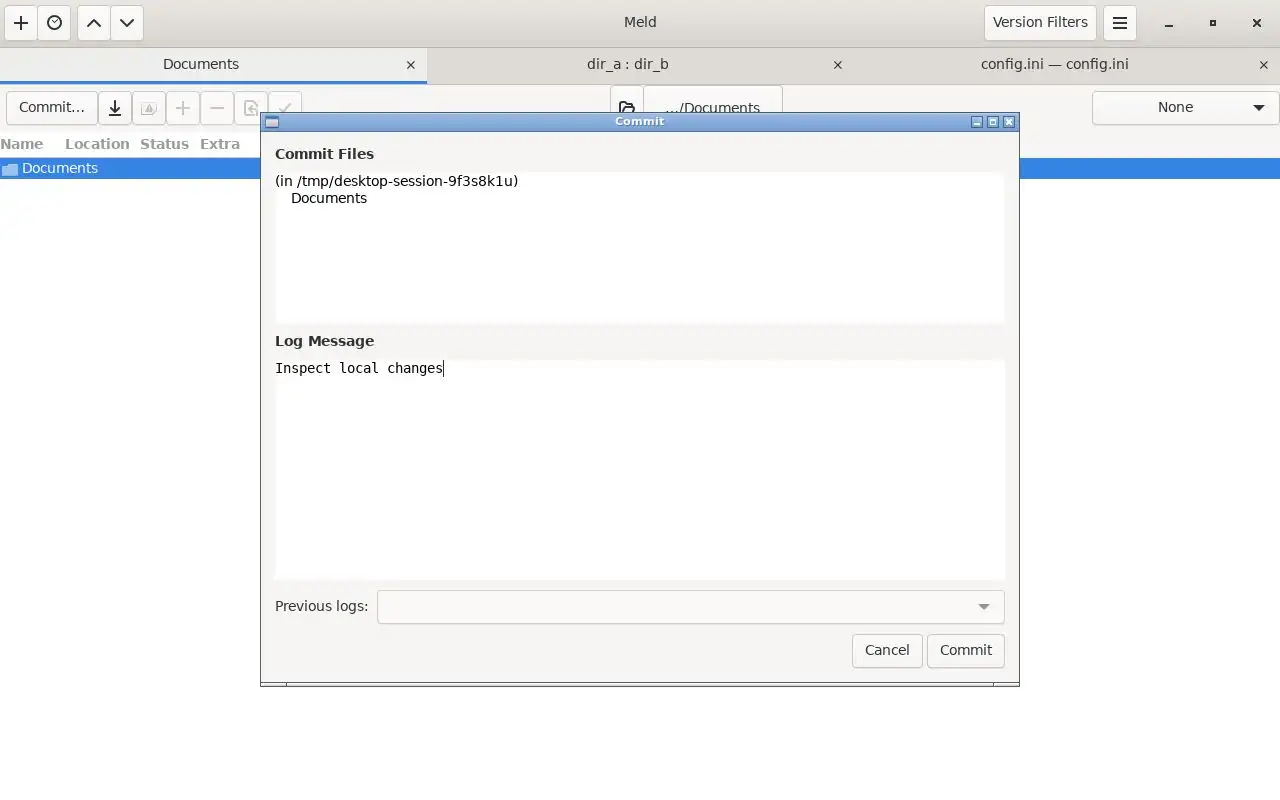 Meld
Version Filters
Documents
dir_a : dir_b
config.ini — config.ini
Commit...
.../Documents
None
Name Location Status Extra
Documents
Commit
Commit Files
(in /tmp/desktop-session-9f3s8k1u)
Documents
Log Message
Inspect local changes
Previous logs:
Cancel
Commit